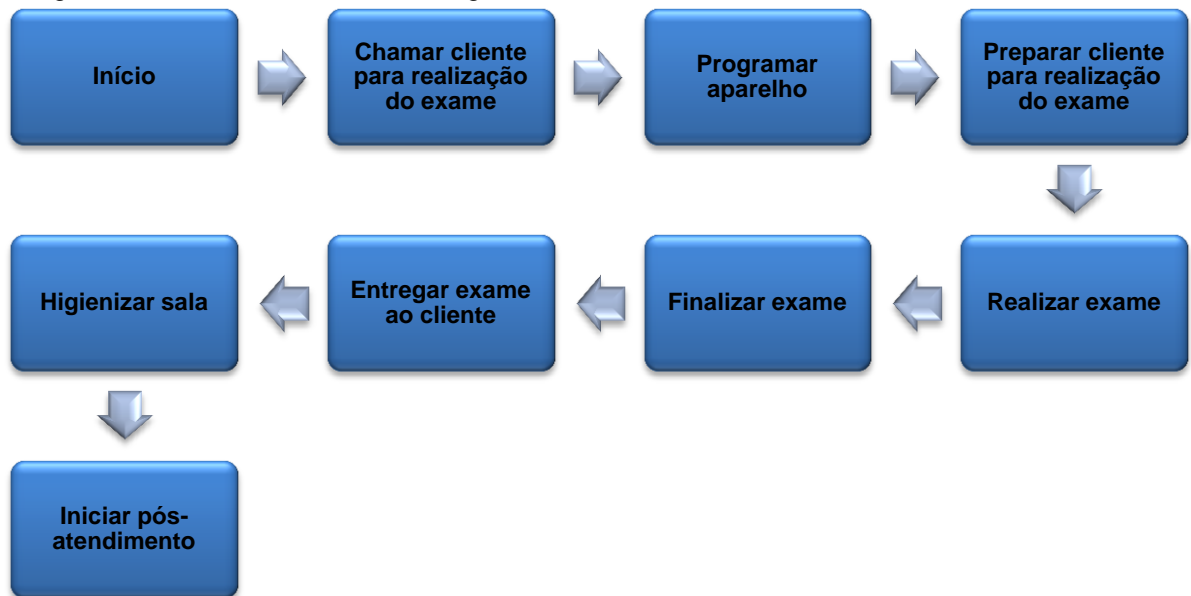 Início
Chamar cliente
para realização
do exame
Programar
aparelho
Preparar cliente
para realização
do exame
Realizar exame
Finalizar exame
Entregar exame
ao cliente
Higienizar sala
Iniciar pós-
atendimento